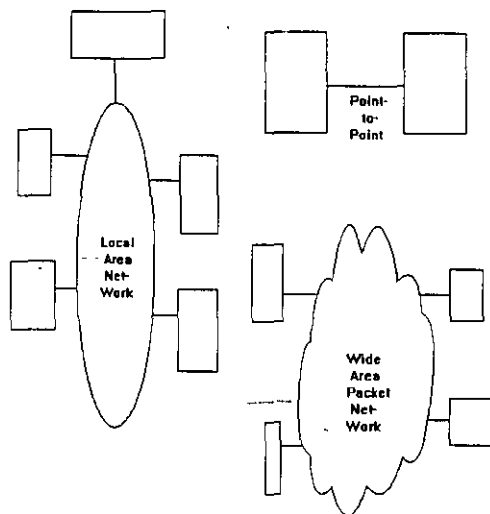 Point-
to-
Point
Local
Area
Net-
Work
Wide
Area
Packet
Net-
Work